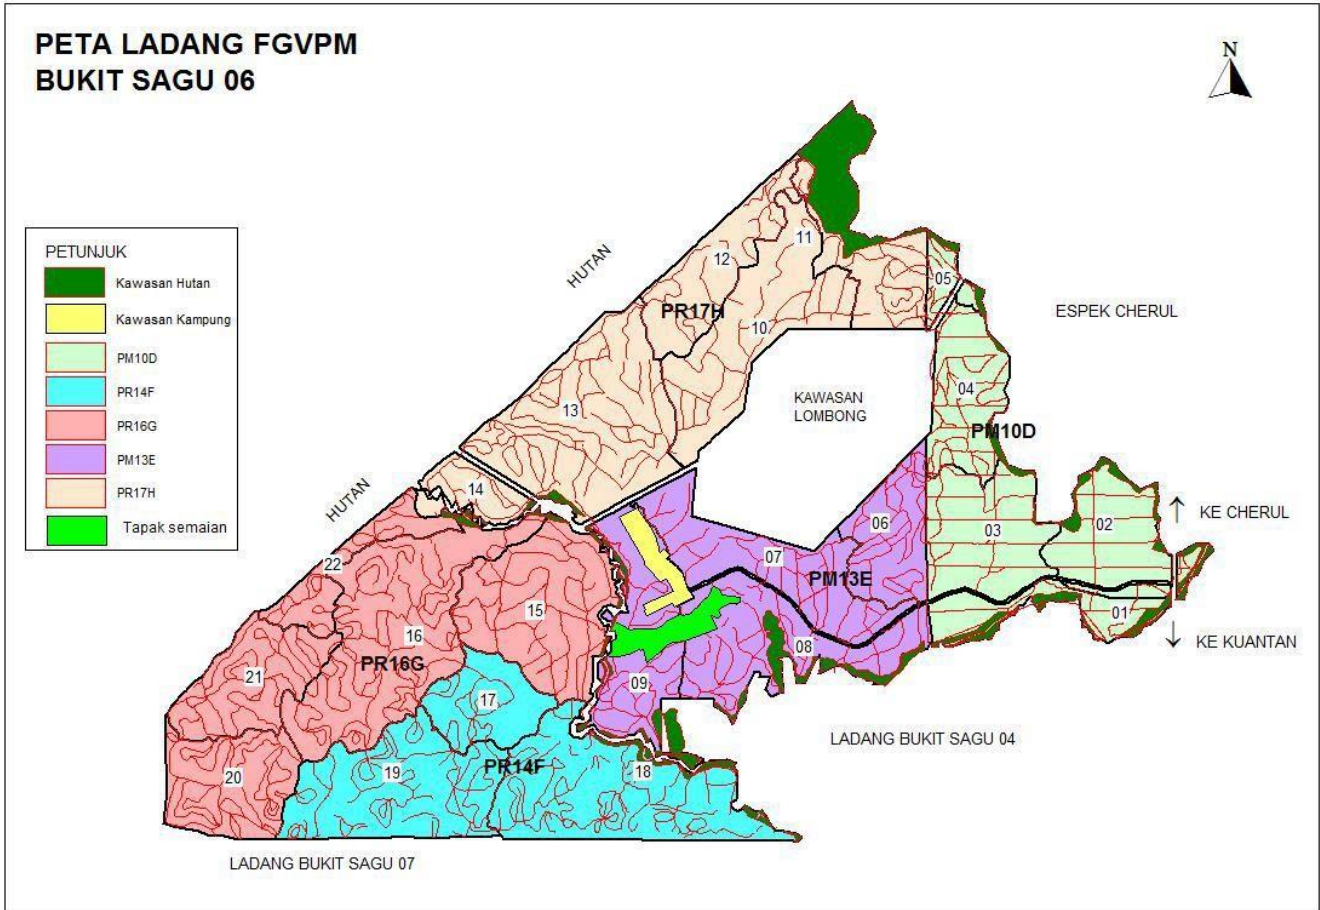 PETA LADANG FGVPM
BUKIT SAGU 06
N
PETUNJUK
Kawasan Hutan
Kawasan Kampung
PM10D
PR14F
PR16G
PM13E
PR17H
Tapak semaian
HUTAN
HUTAN
ESPEK CHERUL
KAWASAN
LOMBONG
KE CHERUL
KE KUANTAN
LADANG BUKIT SAGU 04
LADANG BUKIT SAGU 07
PR17H
PM10D
PM13E
PR16G
PR14F
01
02
03
04
05
06
07
08
09
10
11
12
13
14
15
16
17
18
19
20
21
22